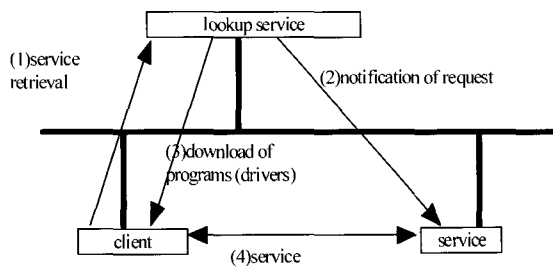 lookup service
(1)service
retrieval
(2)notification of request
(3)download of
programs (drivers)
client
service
(4)service